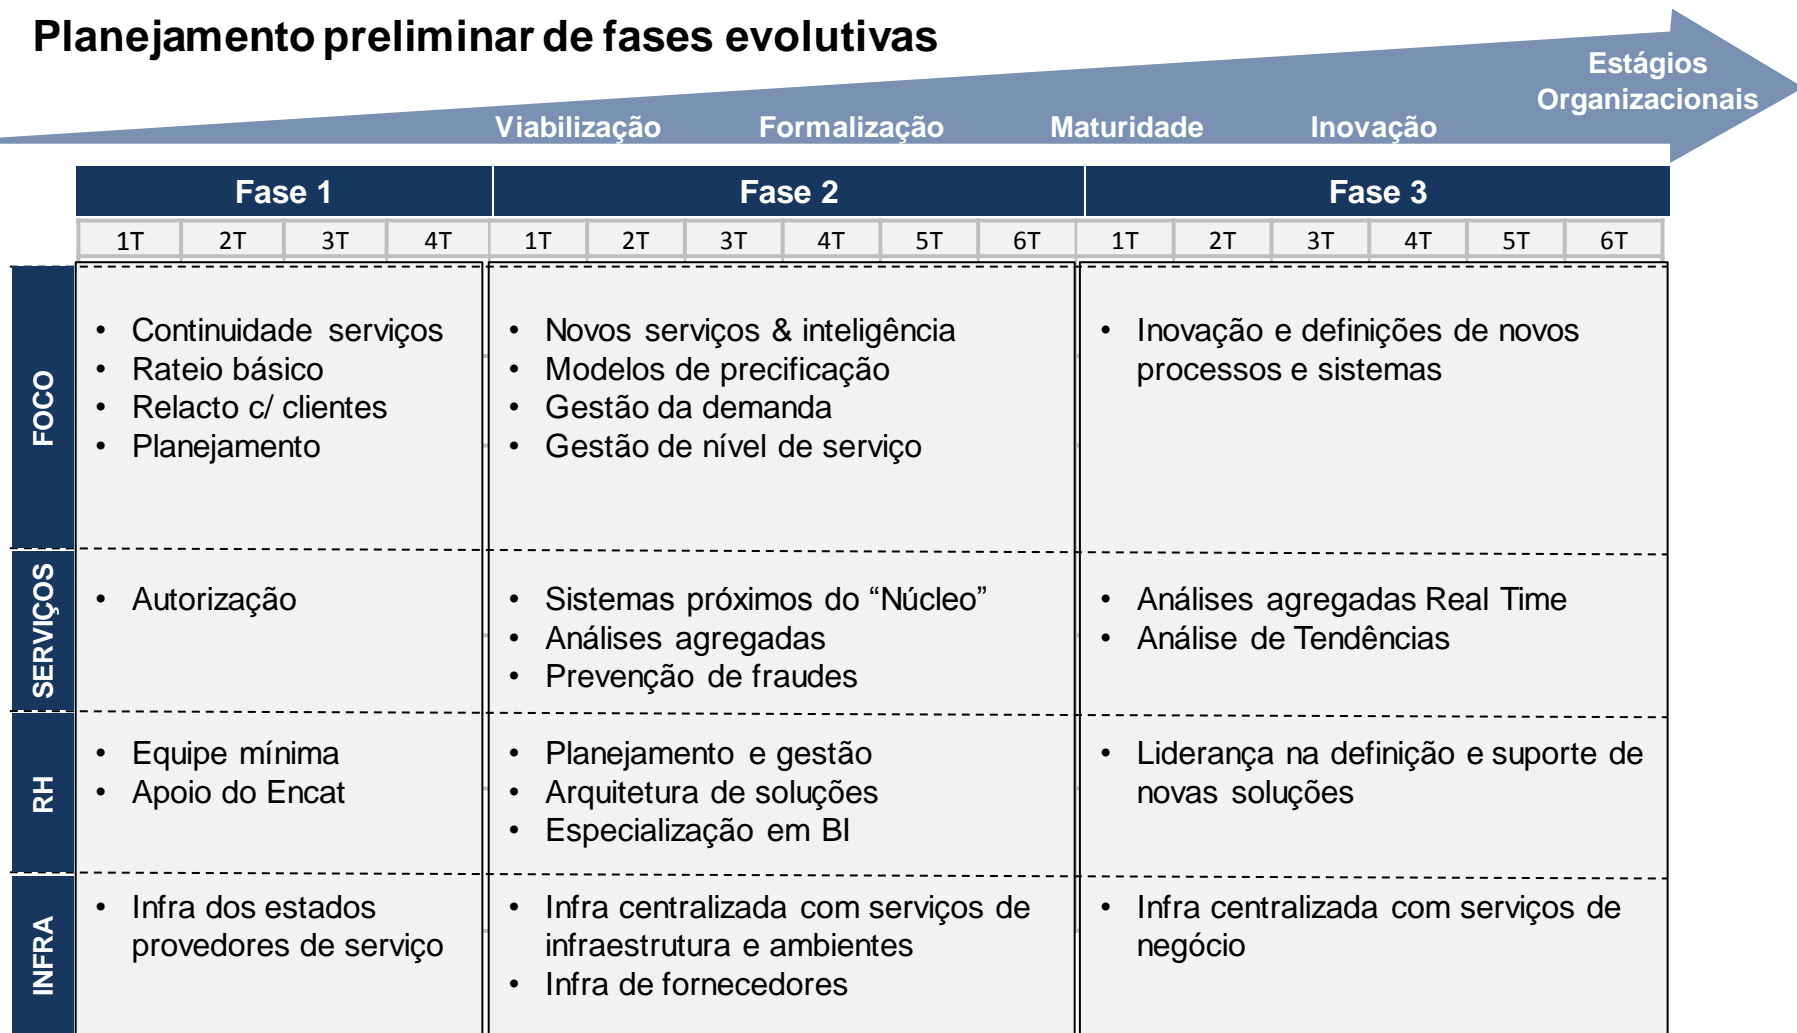 Planejamento preliminar de fases evolutivas
Estágios
Organizacionais
Viabilização Formalização Maturidade Inovação
Fase 1 Fase 2 Fase 3
1T 2T 3T 4T 1T 2T 3T 4T 5T 6T 1T 2T 3T 4T 5T 6T
FOCO
• Continuidade serviços
• Rateio básico
• Relacto c/ clientes
• Planejamento
• Novos serviços & inteligência
• Modelos de precificação
• Gestão da demanda
• Gestão de nível de serviço
• Inovação e definições de novos
processos e sistemas
SERVIÇOS
• Autorização
• Sistemas próximos do “Núcleo”
• Análises agregadas
• Prevenção de fraudes
• Análises agregadas Real Time
• Análise de Tendências
RH
• Equipe mínima
• Apoio do Encat
• Planejamento e gestão
• Arquitetura de soluções
• Especialização em BI
• Liderança na definição e suporte de
novas soluções
INFRA
• Infra dos estados
provedores de serviço
• Infra centralizada com serviços de
infraestrutura e ambientes
• Infra de fornecedores
• Infra centralizada com serviços de
negócio